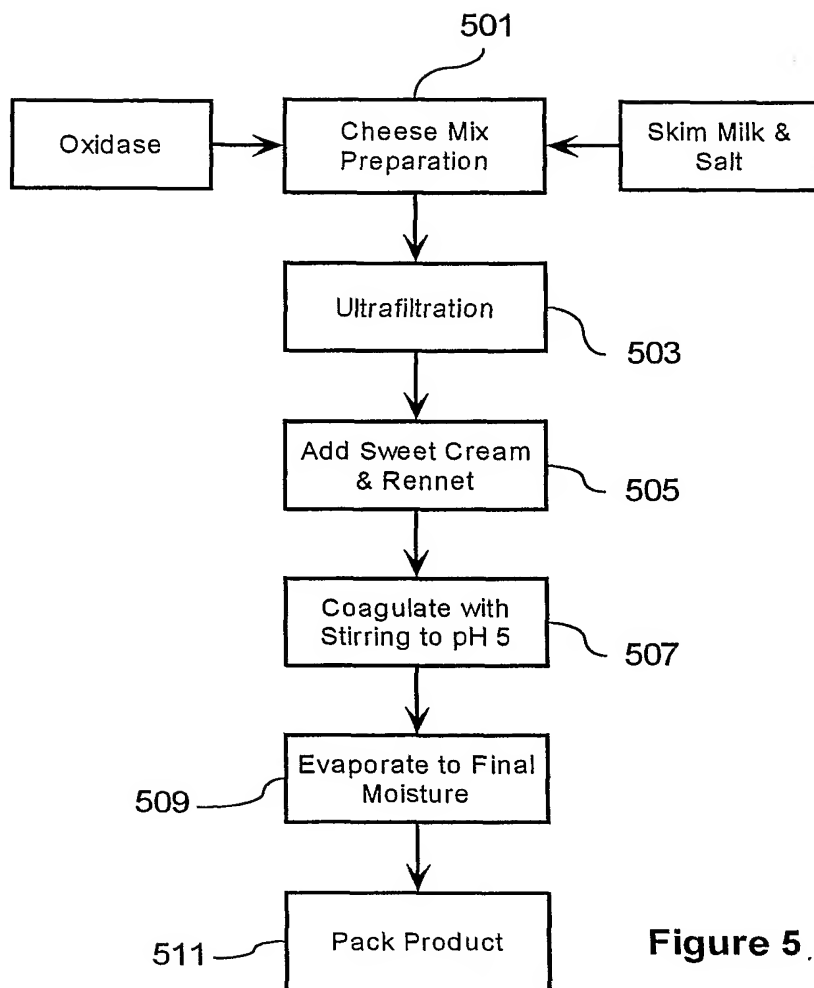 501
Oxidase
Cheese Mix
Preparation
Skim Milk &
Salt
Ultrafiltration
503
Add Sweet Cream
& Rennet
505
Coagulate with
Stirring to pH 5
507
Evaporate to Final
Moisture
509
Pack Product
511
Figure 5